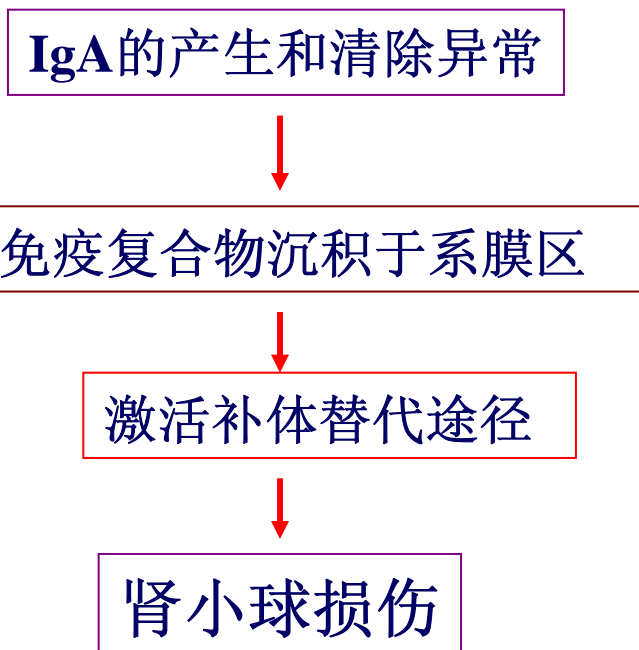 IgA的产生和清除异常
免疫复合物沉积于系膜区
激活补体替代途径
肾小球损伤